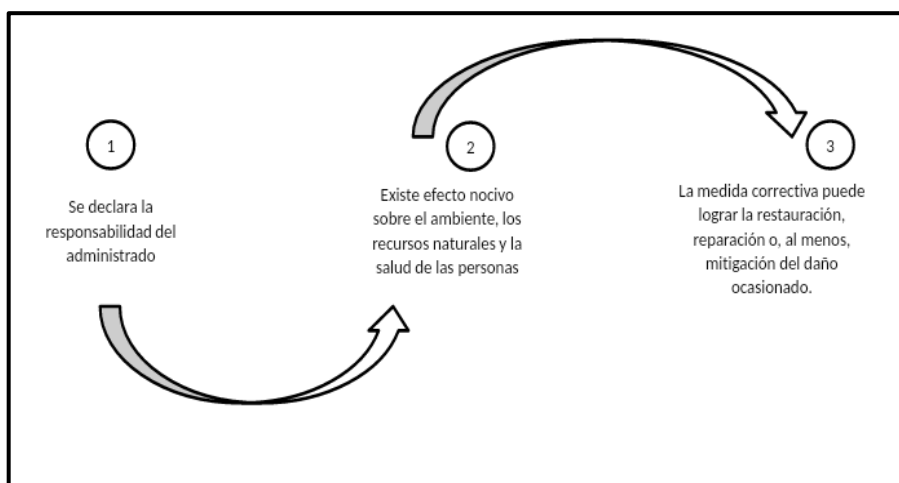 1
Se declara la
responsabilidad del
administrado
2
Existe efecto nocivo
sobre el ambiente, los
recursos naturales y la
salud de las personas
3
La medida correctiva puede
lograr la restauración,
reparación o, al menos,
mitigación del daño
ocasionado.